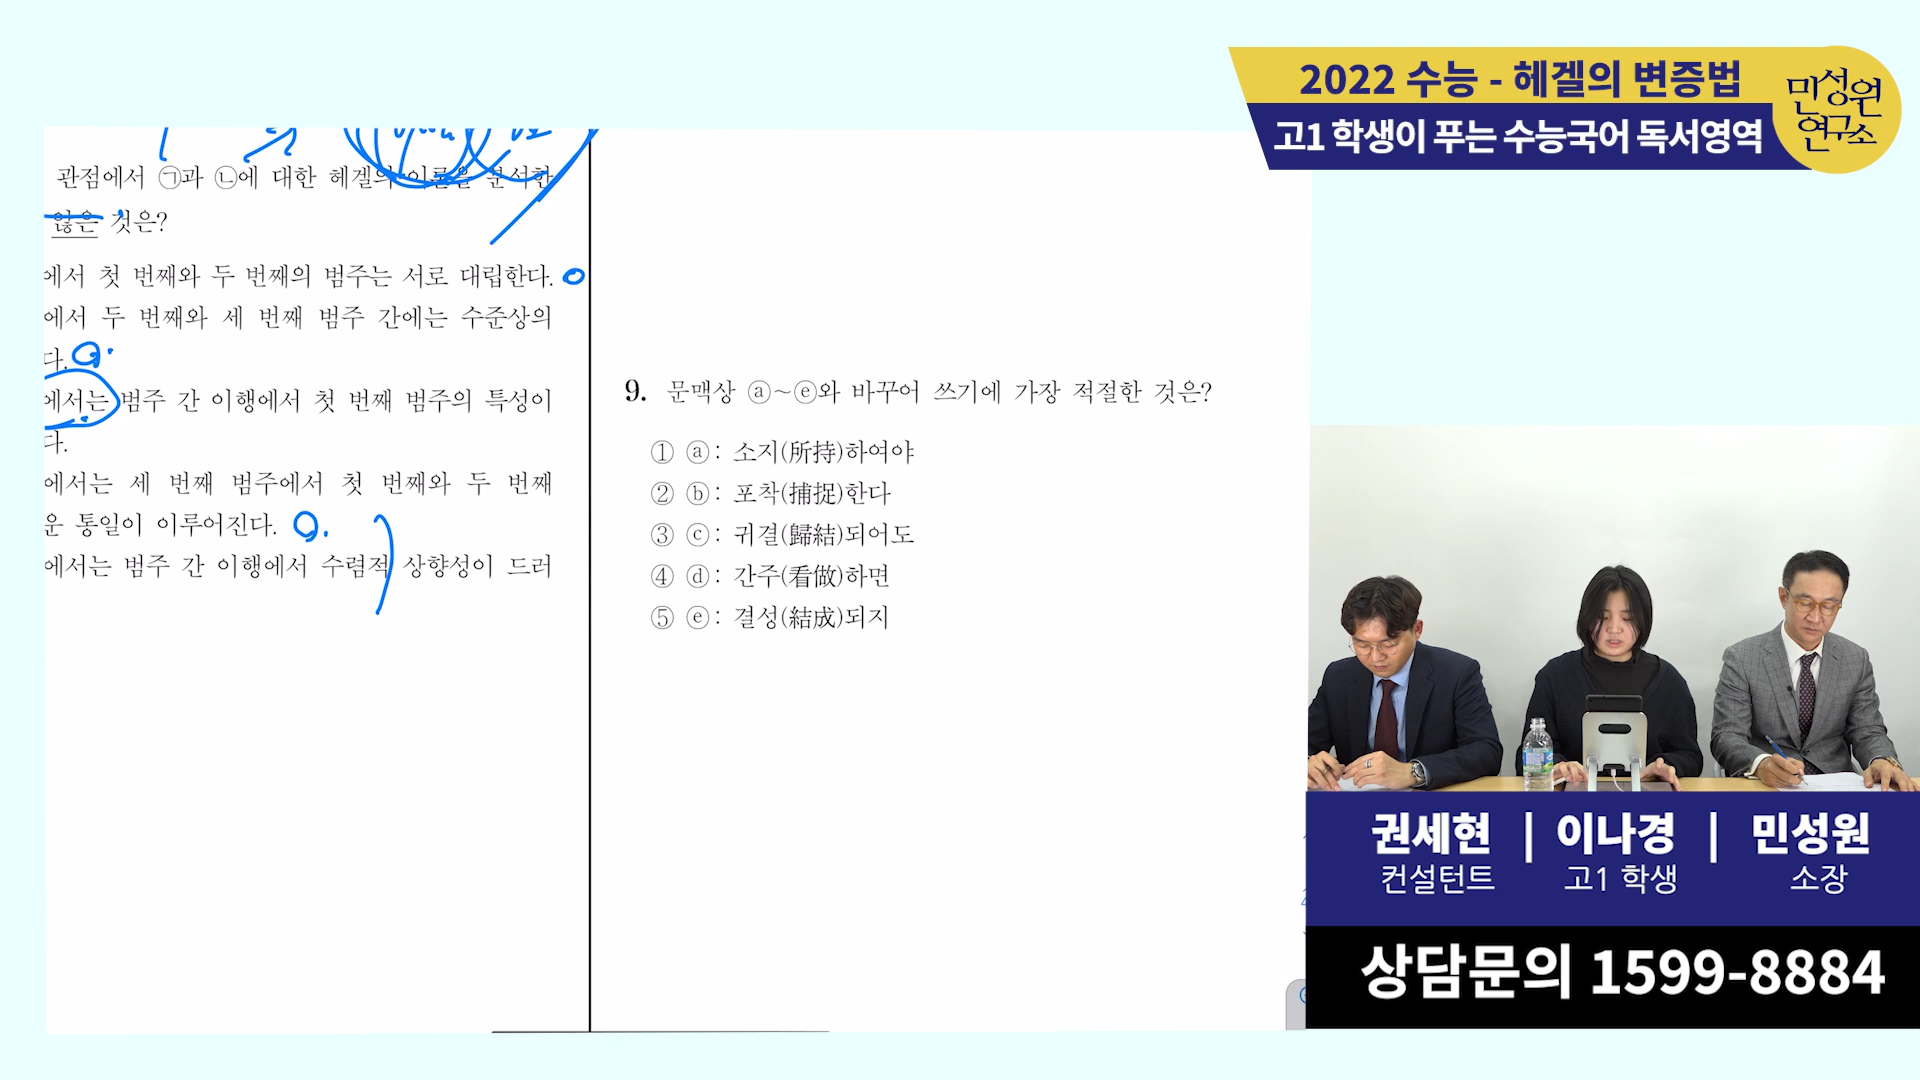 2022 수능 - 헤겔의 변증법
고1 학생이 푸는 수능국어 독서영역
민성원
연구소
관점에서 ㉠과 ㉡에 대한 헤겔의 이론을 분석한
않은 것은?
에서 첫 번째와 두 번째의 범주는 서로 대립한다.
에서 두 번째와 세 번째 범주 간에는 수준상의
다.
에서는 범주 간 이행에서 첫 번째 범주의 특성이
다.
에서는 세 번째 범주에서 첫 번째와 두 번째
운 통일이 이루어진다.
에서는 범주 간 이행에서 수렴적 상향성이 드러
9. 문맥상 ⓐ~ⓔ와 바꾸어 쓰기에 가장 적절한 것은?
① ⓐ: 소지(所持)하여야
② ⓑ: 포착(捕捉)한다
③ ⓒ: 귀결(歸結)되어도
④ ⓓ: 간주(看做)하면
⑤ ⓔ: 결성(結成)되지
권세현 | 이나경 | 민성원
컨설턴트 고1 학생 소장
상담문의 1599-8884